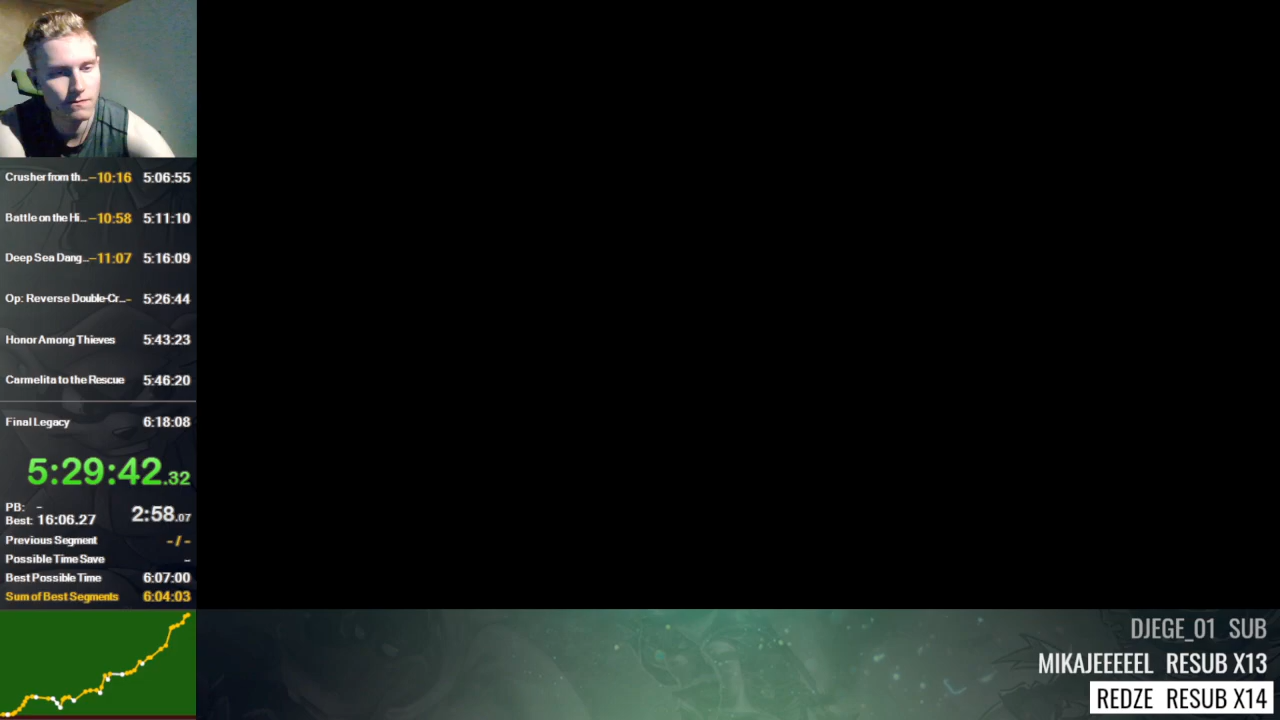 Crusher from th... −10:16 5:06:55
Battle on the Hi... −10:58 5:11:10
Deep Sea Dang... −11:07 5:16:09
Op: Reverse Double-Cr... - 5:26:44
Honor Among Thieves 5:43:23
Carmelita to the Rescue 5:46:20
Final Legacy 6:18:08
5:29:42.32
PB: -
Best: 16:06.27 2:58.07
Previous Segment - / -
Possible Time Save -
Best Possible Time 6:07:00
Sum of Best Segments 6:04:03
DJEGE_01 SUB
MIKAJEEEEEL RESUB X13
REDZE RESUB X14